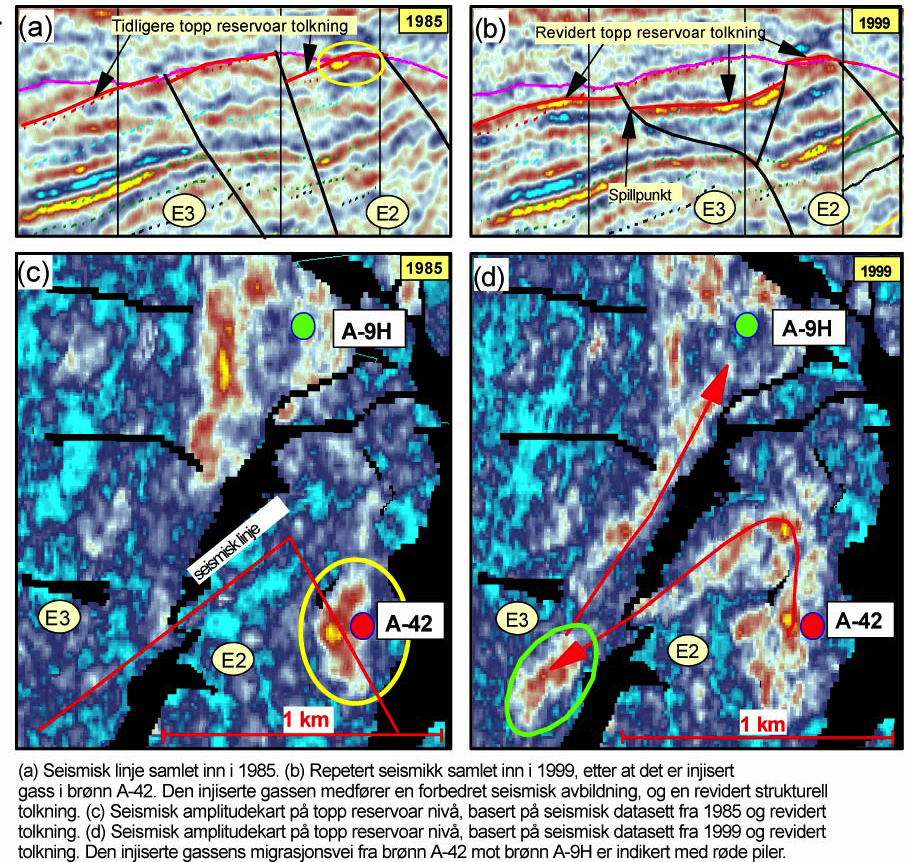 (a)
Tidligere topp reservoar tolkning
1985
E3
E2
(b)
Revidert topp reservoar tolkning
1999
Spillpunkt
E3
E2
(c)
1985
A-9H
seismisk linje
E3
A-42
E2
1 km
(d)
1999
A-9H
E3
A-42
E2
1 km
(a) Seismisk linje samlet inn i 1985. (b) Repetert seismikk samlet inn i 1999, etter at det er injisert
gass i brønn A-42. Den injiserte gassen medfører en forbedret seismisk avbildning, og en revidert strukturell
tolkning. (c) Seismisk amplitudekart på topp reservoar nivå, basert på seismisk datasett fra 1985 og revidert
tolkning. (d) Seismisk amplitudekart på topp reservoar nivå, basert på seismisk datasett fra 1999 og revidert
tolkning. Den injiserte gassens migrasjonsvei fra brønn A-42 mot brønn A-9H er indikert med røde piler.